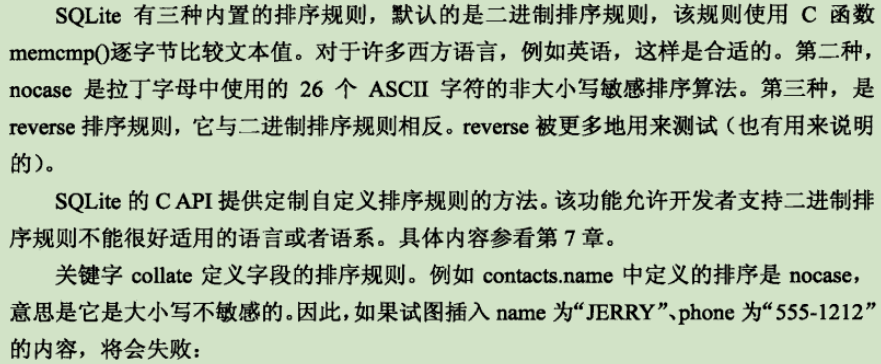 SQLite 有三种内置的排序规则，默认的是二进制排序规则，该规则使用 C 函数
memcmp()逐字节比较文本值。对于许多西方语言，例如英语，这样是合适的。第二种，
nocase 是拉丁字母中使用的 26 个 ASCII 字符的非大小写敏感排序算法。第三种，是
reverse 排序规则，它与二进制排序规则相反。reverse 被更多地用来测试（也有用来说明
的）。
SQLite 的 C API 提供定制自定义排序规则的方法。该功能允许开发者支持二进制排
序规则不能很好适用的语言或者语系。具体内容参看第 7 章。
关键字 collate 定义字段的排序规则。例如 contacts.name 中定义的排序是 nocase，
意思是它是大小写不敏感的。因此，如果试图插入 name 为“JERRY”、phone 为“555-1212”
的内容，将会失败：